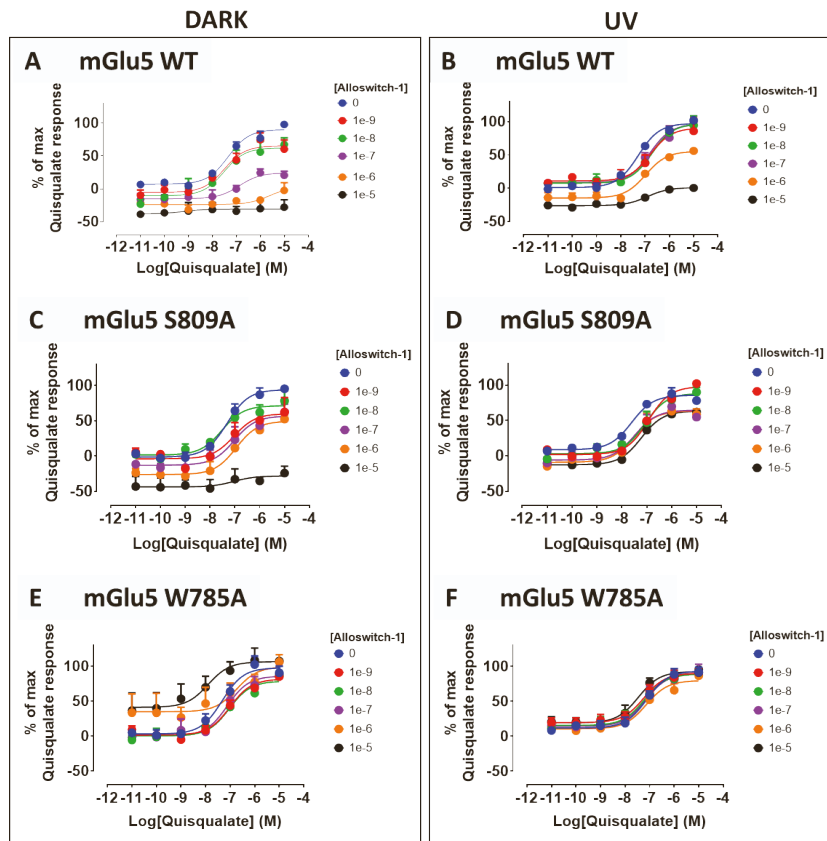 DARK
UV
A mGlu5 WT
[Alloswitch-1]
0
1e-9
1e-8
1e-7
1e-6
1e-5
% of max
Quisqualate response
100
50
0
-50
-12 -11 -10 -9 -8 -7 -6 -5 -4
Log[Quisqualate] (M)
B mGlu5 WT
[Alloswitch-1]
0
1e-9
1e-8
1e-7
1e-6
1e-5
% of max
Quisqualate response
100
50
0
-50
-12 -11 -10 -9 -8 -7 -6 -5 -4
Log[Quisqualate] (M)
C mGlu5 S809A
[Alloswitch-1]
0
1e-9
1e-8
1e-7
1e-6
1e-5
% of max
Quisqualate response
100
50
0
-50
-12 -11 -10 -9 -8 -7 -6 -5 -4
Log[Quisqualate] (M)
D mGlu5 S809A
[Alloswitch-1]
0
1e-9
1e-8
1e-7
1e-6
1e-5
% of max
Quisqualate response
100
50
0
-50
-12 -11 -10 -9 -8 -7 -6 -5 -4
Log[Quisqualate] (M)
E mGlu5 W785A
[Alloswitch-1]
0
1e-9
1e-8
1e-7
1e-6
1e-5
% of max
Quisqualate response
100
50
0
-50
-12 -11 -10 -9 -8 -7 -6 -5 -4
Log[Quisqualate] (M)
F mGlu5 W785A
[Alloswitch-1]
0
1e-9
1e-8
1e-7
1e-6
1e-5
% of max
Quisqualate response
100
50
0
-50
-12 -11 -10 -9 -8 -7 -6 -5 -4
Log[Quisqualate] (M)